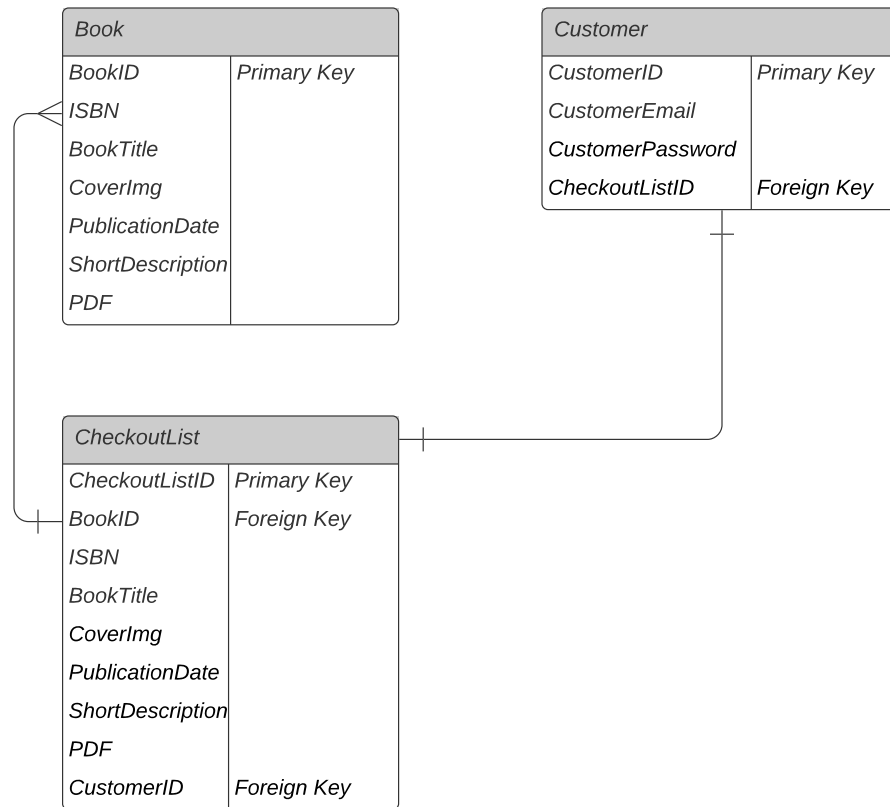 Book
BookID Primary Key
ISBN
BookTitle
CoverImg
PublicationDate
ShortDescription
PDF
Customer
CustomerID Primary Key
CustomerEmail
CustomerPassword
CheckoutListID Foreign Key
CheckoutList
CheckoutListID Primary Key
BookID Foreign Key
ISBN
BookTitle
CoverImg
PublicationDate
ShortDescription
PDF
CustomerID Foreign Key